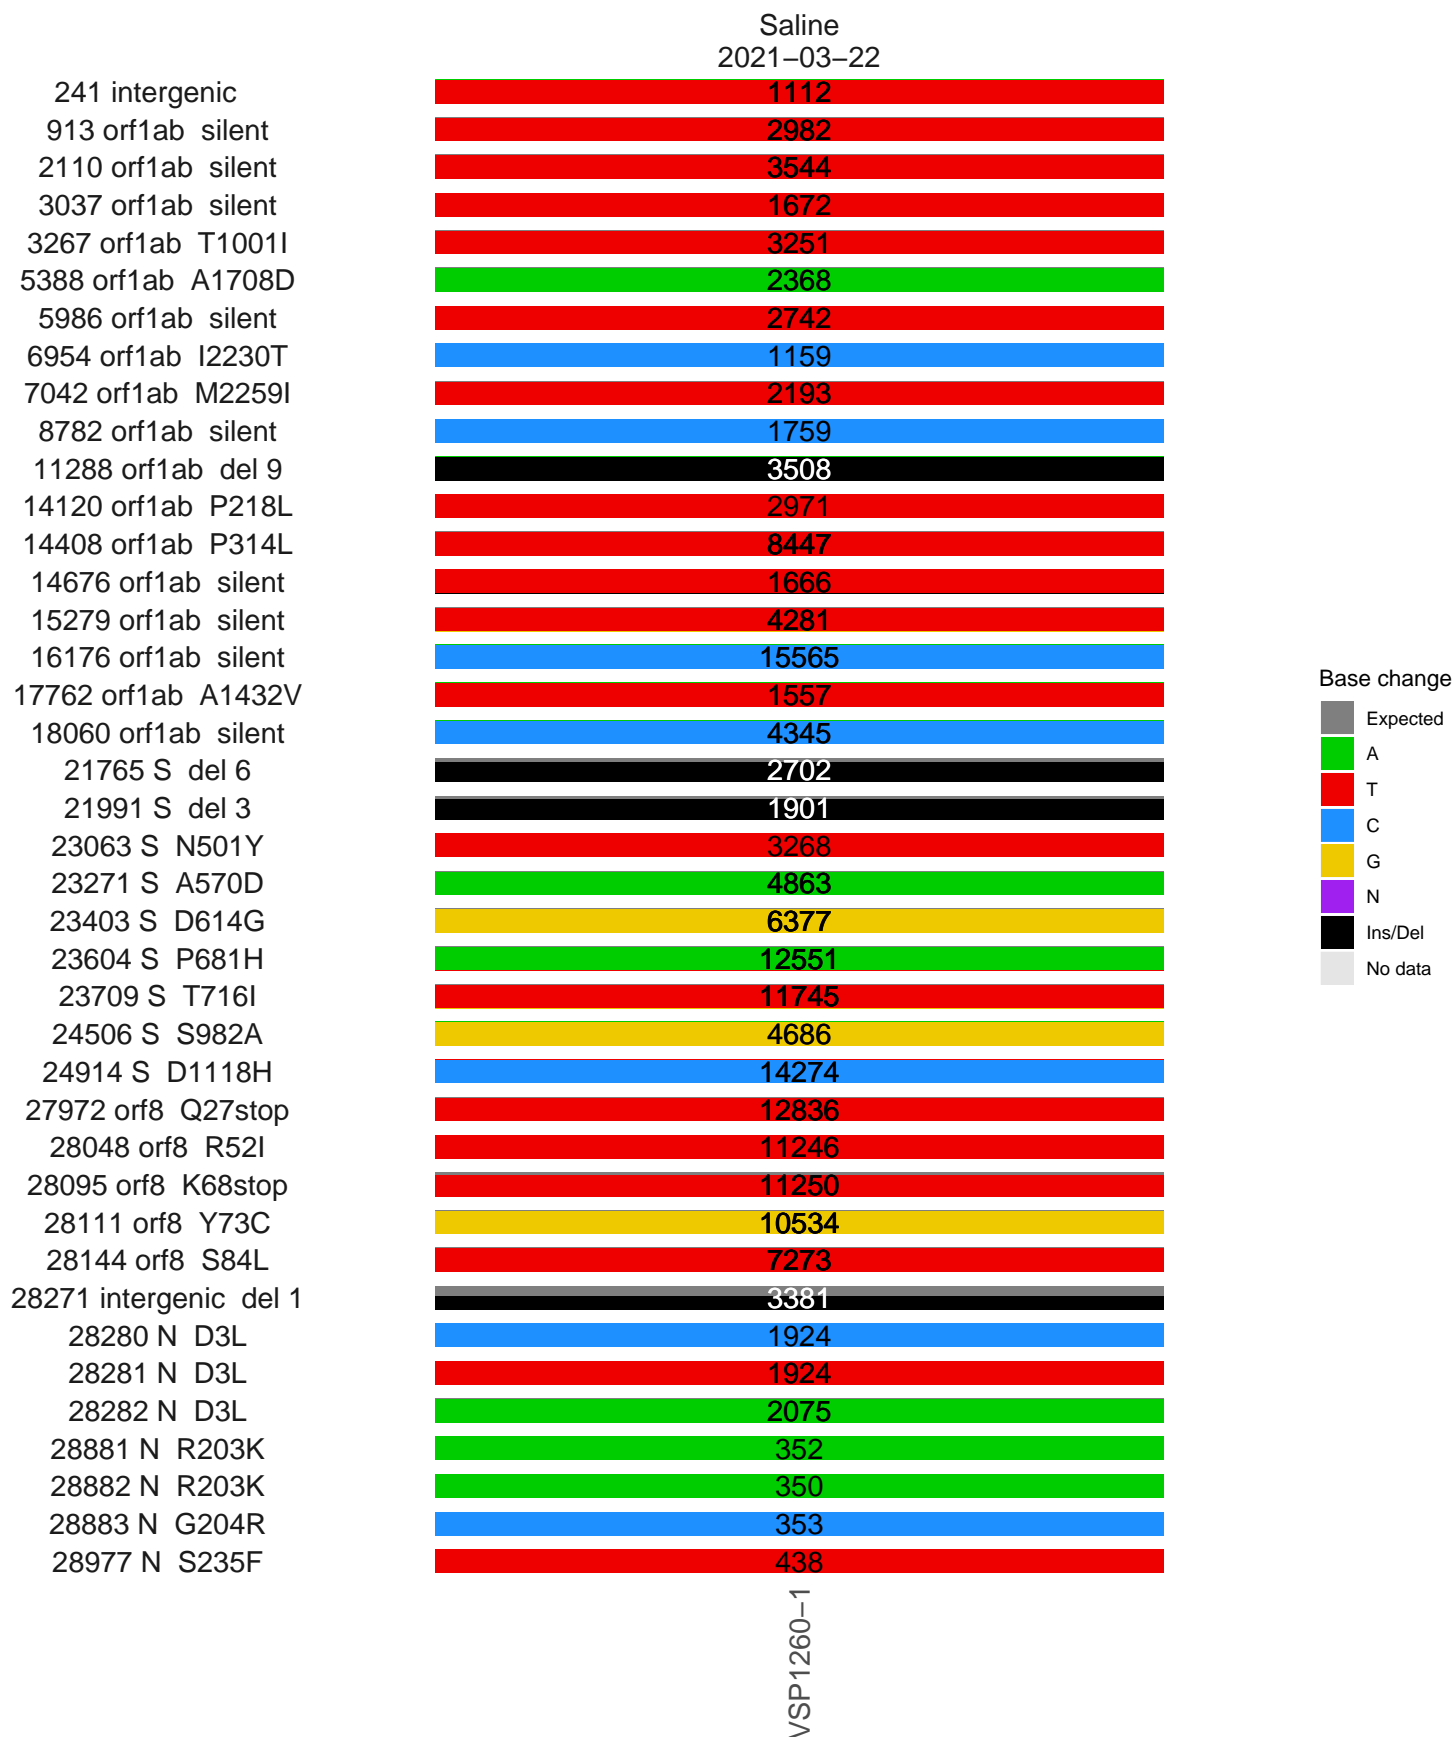 Saline
2021−03−22
241 intergenic 1112
913 orf1ab silent 2982
2110 orf1ab silent 3544
3037 orf1ab silent 1672
3267 orf1ab T1001I 3251
5388 orf1ab A1708D 2368
5986 orf1ab silent 2742
6954 orf1ab I2230T 1159
7042 orf1ab M2259I 2193
8782 orf1ab silent 1759
11288 orf1ab del 9 3508
14120 orf1ab P218L 2971
14408 orf1ab P314L 8447
14676 orf1ab silent 1666
15279 orf1ab silent 4281
16176 orf1ab silent 15565
17762 orf1ab A1432V 1557
18060 orf1ab silent 4345
21765 S del 6 2702
21991 S del 3 1901
23063 S N501Y 3268
23271 S A570D 4863
23403 S D614G 6377
23604 S P681H 12551
23709 S T716I 11745
24506 S S982A 4686
24914 S D1118H 14274
27972 orf8 Q27stop 12836
28048 orf8 R52I 11246
28095 orf8 K68stop 11250
28111 orf8 Y73C 10534
28144 orf8 S84L 7273
28271 intergenic del 1 3381
28280 N D3L 1924
28281 N D3L 1924
28282 N D3L 2075
28881 N R203K 352
28882 N R203K 350
28883 N G204R 353
28977 N S235F 438
VSP1260−1
Base change
Expected
A
T
C
G
N
Ins/Del
No data